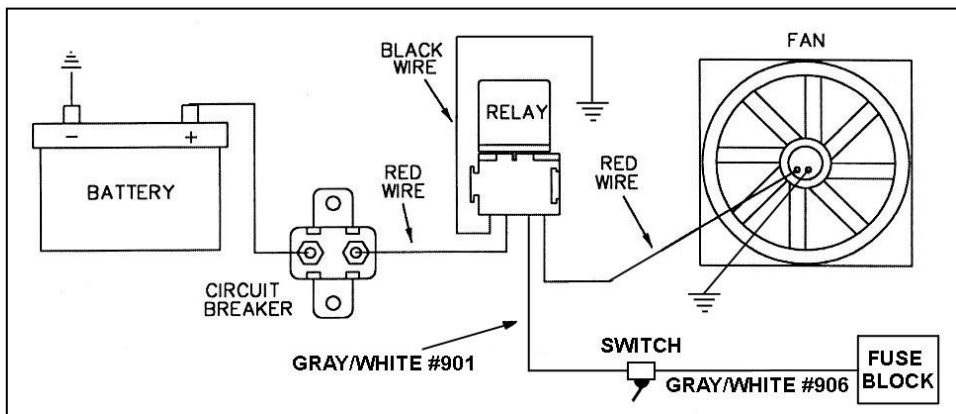 BLACK
WIRE
FAN
RELAY
-
+
BATTERY
RED
WIRE
RED
WIRE
CIRCUIT
BREAKER
GRAY/WHITE #901
SWITCH
GRAY/WHITE #906
FUSE
BLOCK